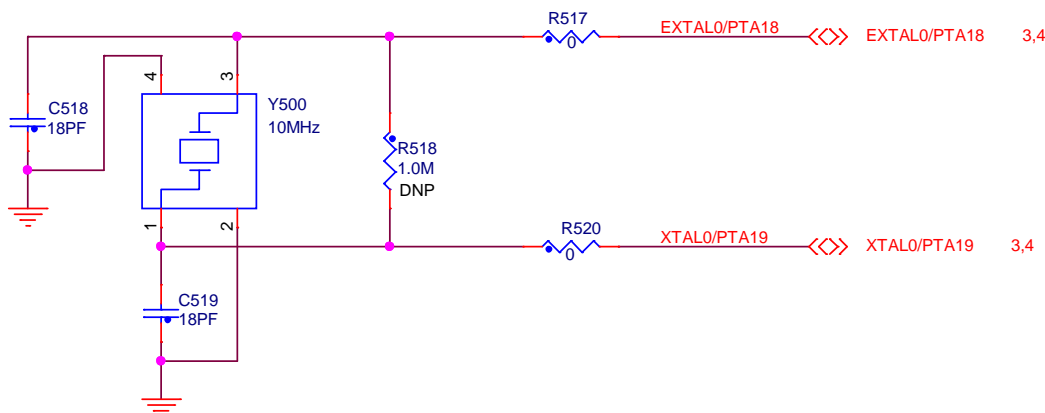 R517
0
EXTAL0/PTA18
EXTAL0/PTA18 3,4
4
3
C518
18PF
Y500
10MHz
R518
1.0M
DNP
1
2
R520
0
XTAL0/PTA19
XTAL0/PTA19 3,4
C519
18PF